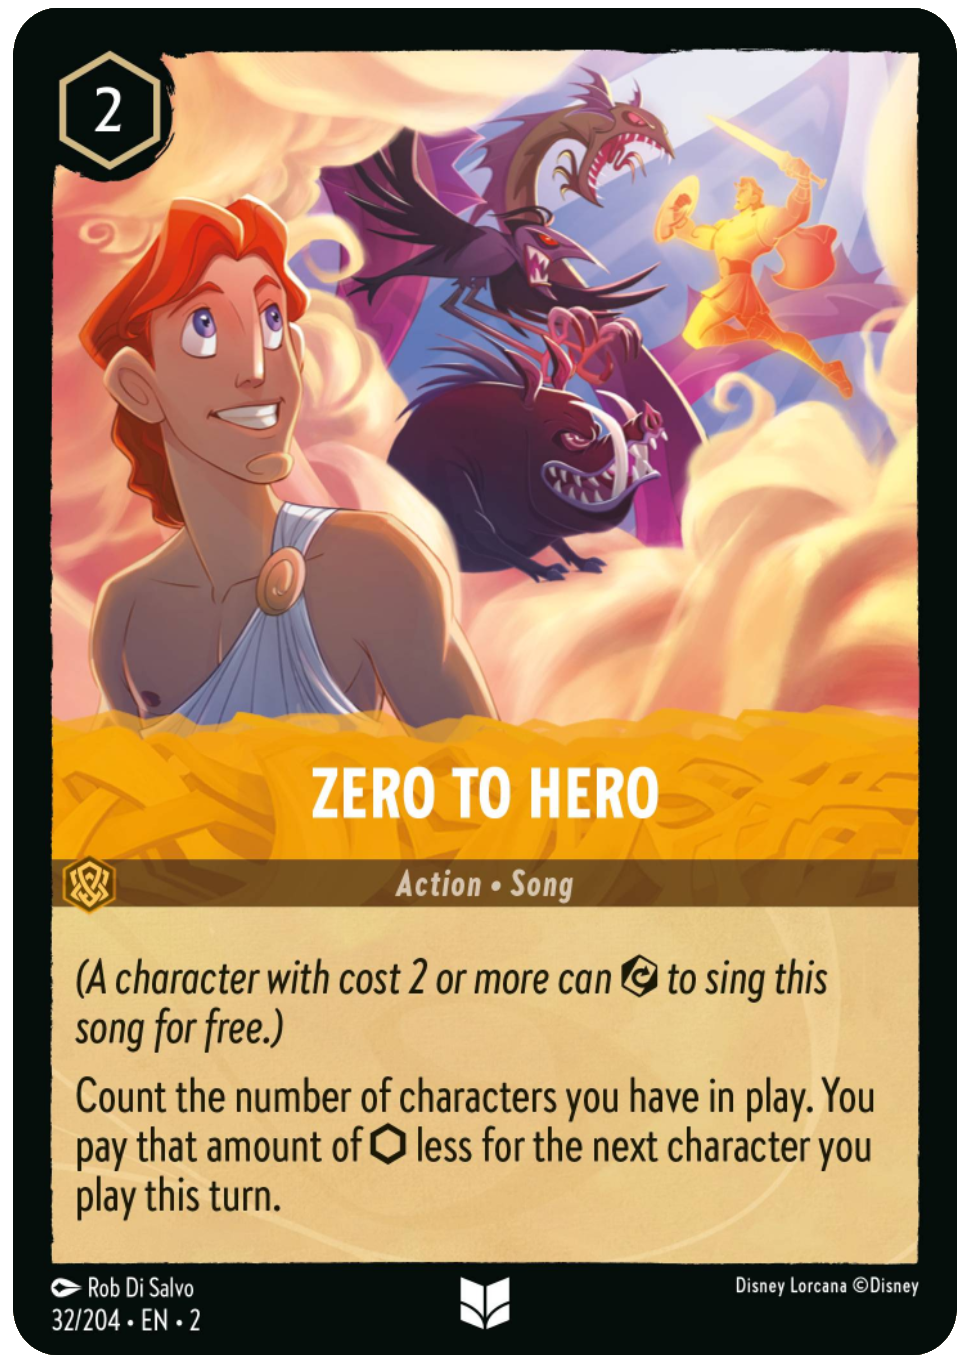 2
ZERO TO HERO
Action • Song
(A character with cost 2 or more can to sing this
song for free.)
Count the number of characters you have in play. You
pay that amount of less for the next character you
play this turn.
Rob Di Salvo
32/204 • EN • 2
Disney Lorcana ©Disney